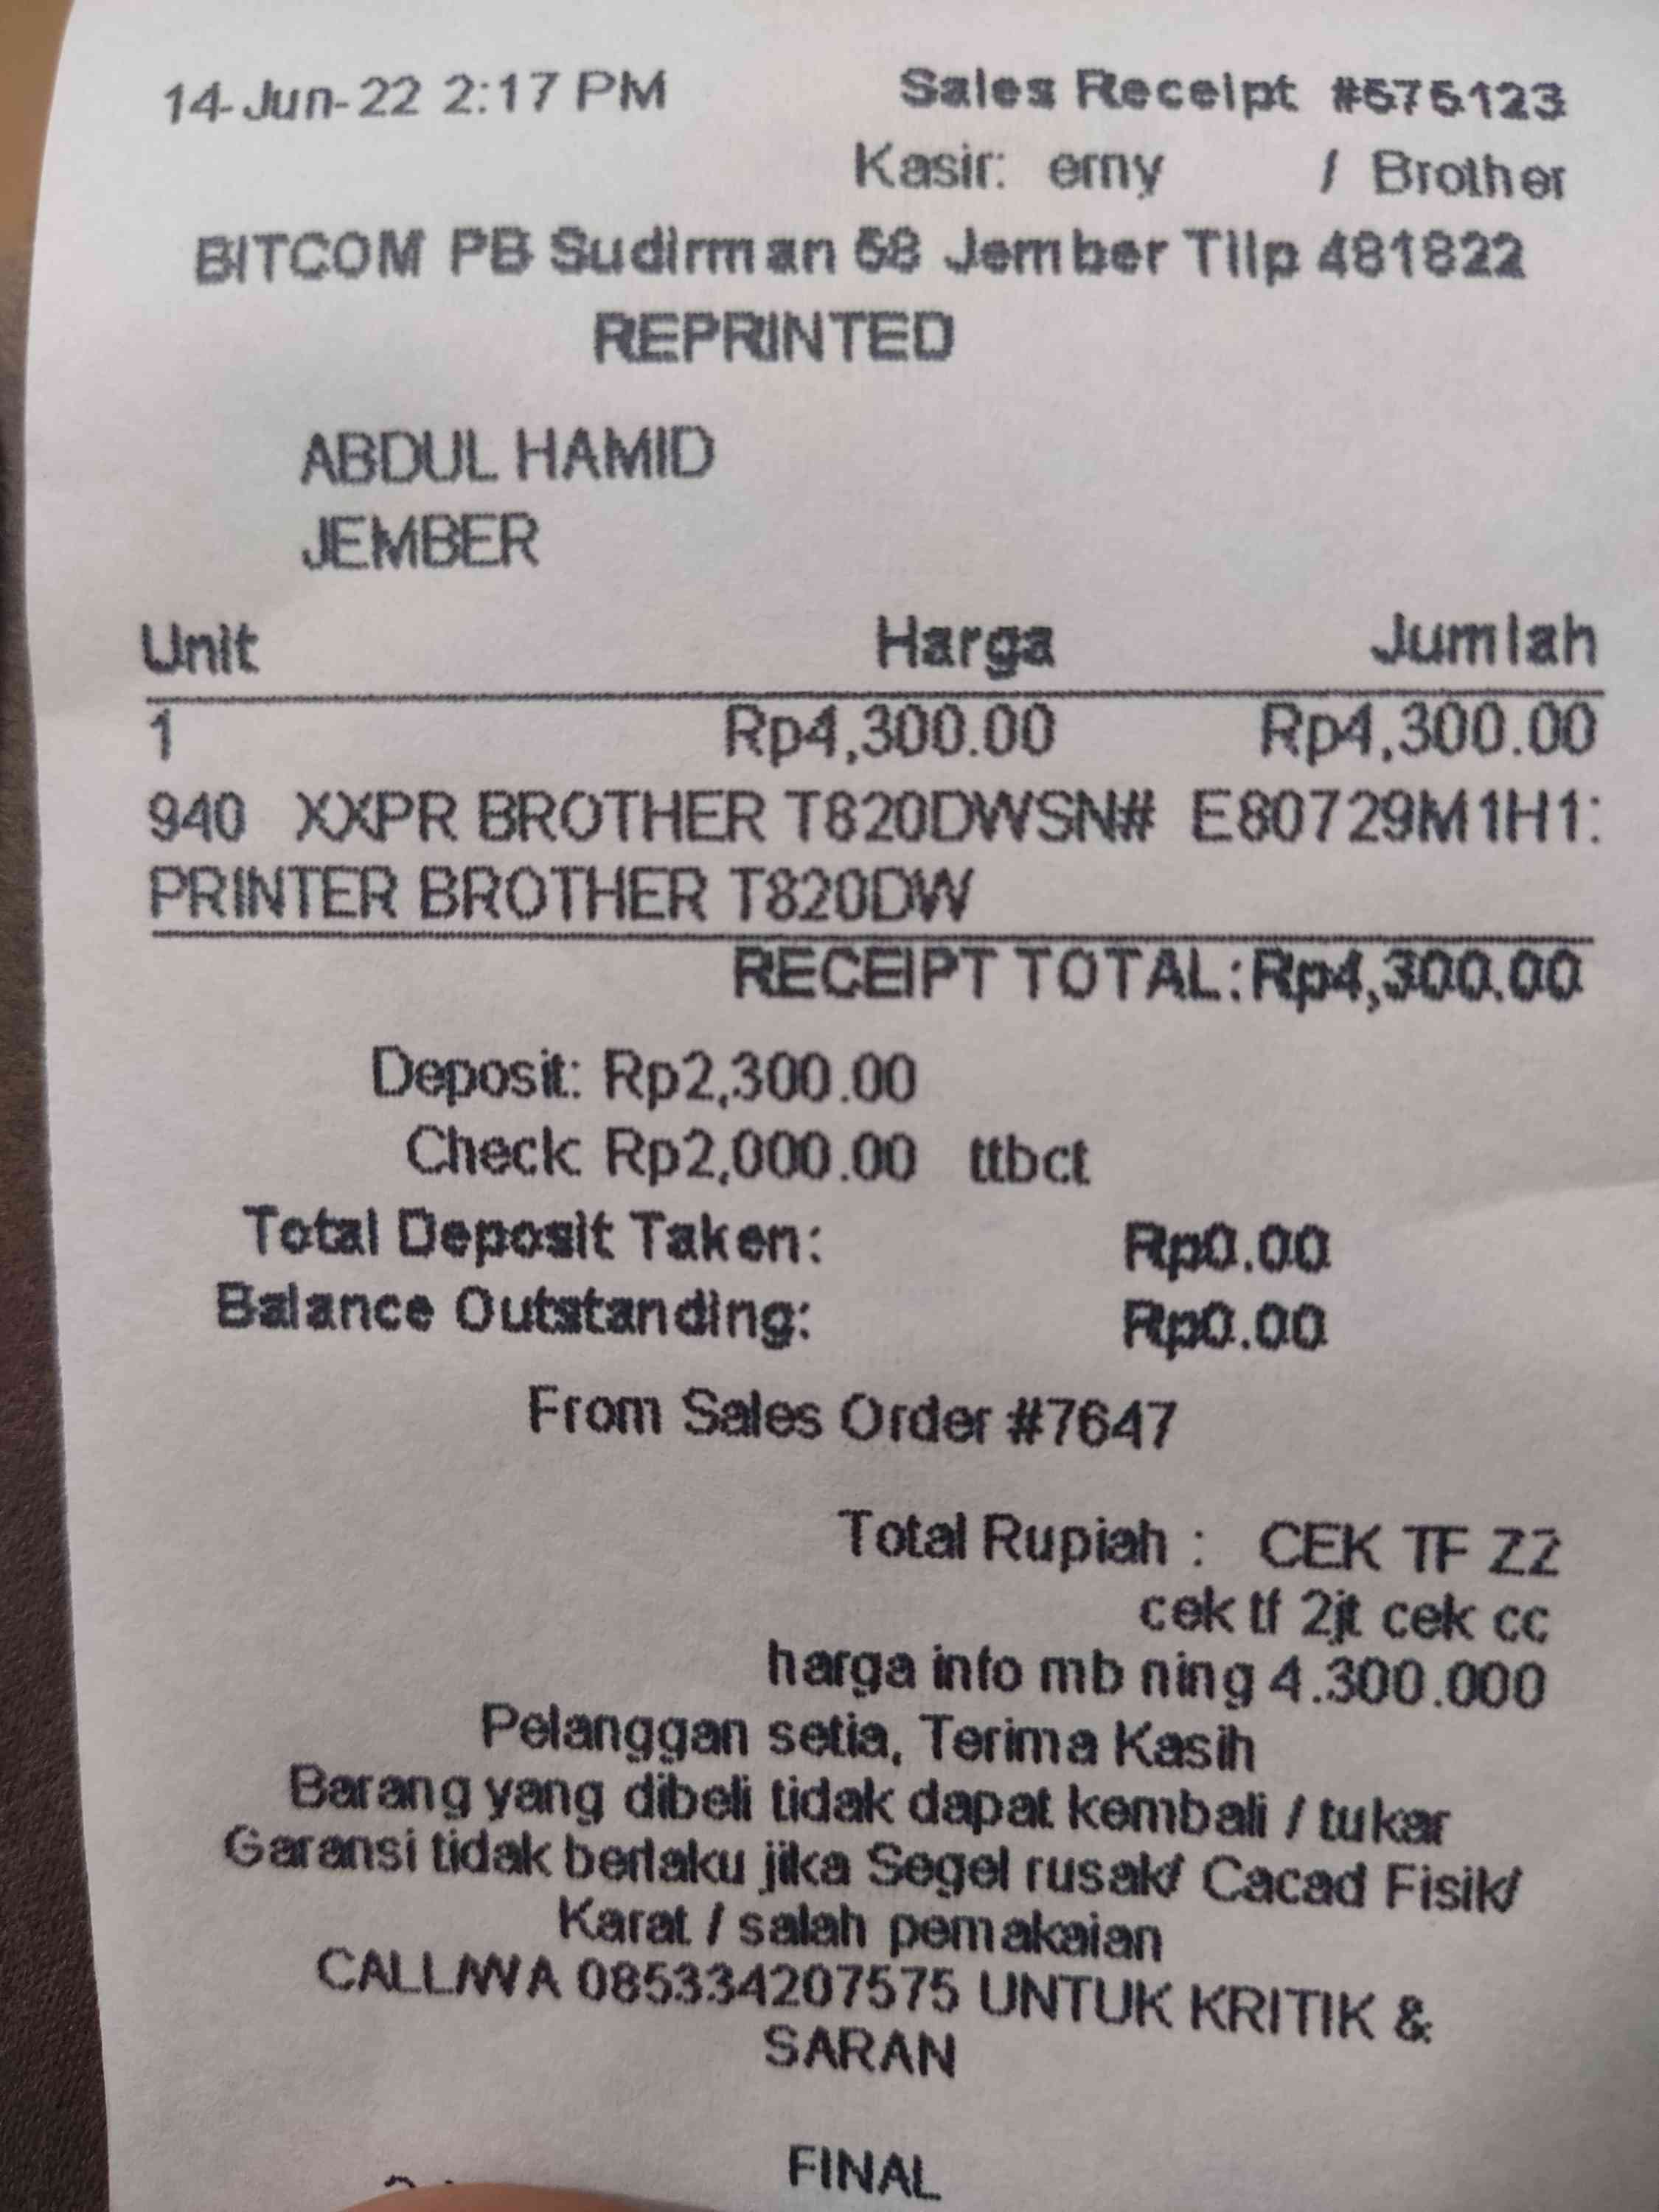 14-Jun-22 2:17 PM Sales Receipt #575123
Kasir: erny / Brother
BITCOM PB Sudirman 58 Jember Tllp 481822
REPRINTED
ABDUL HAMID
JEMBER
Unit Harga Jumlah
1 Rp4,300.00 Rp4,300.00
940 XXPR BROTHER T820DWSN# E80729M1H1:
PRINTER BROTHER T820DW
RECEIPT TOTAL: Rp4,300.00
Deposit: Rp2,300.00
Check: Rp2,000.00 ttbct
Total Deposit Taken: Rp0.00
Balance Outstanding: Rp0.00
From Sales Order #7647
Total Rupiah : CEK TF ZZ
cek tf 2jt cek cc
harga info mb ning 4.300.000
Pelanggan setia, Terima Kasih
Barang yang dibeli tidak dapat kembali / tukar
Garansi tidak berlaku jika Segel rusak/ Cacad Fisik/
Karat / salah pemakaian
CALL/WA 085334207575 UNTUK KRITIK &
SARAN
FINAL